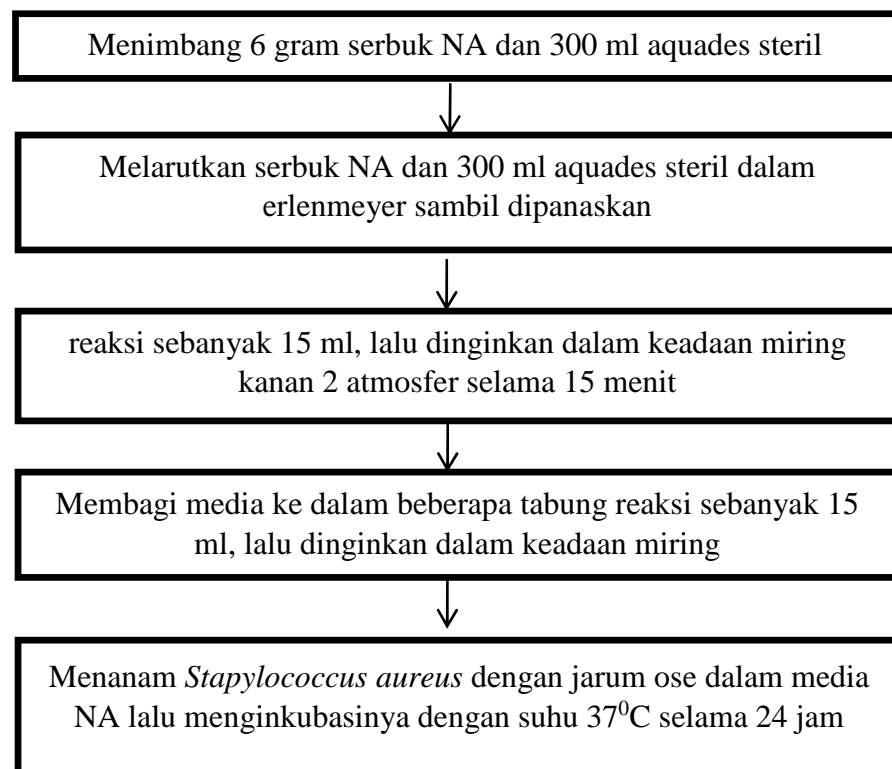 Menimbang 6 gram serbuk NA dan 300 ml aquades steril
Melarutkan serbuk NA dan 300 ml aquades steril dalam
erlenmeyer sambil dipanaskan
reaksi sebanyak 15 ml, lalu dinginkan dalam keadaan miring
kanan 2 atmosfer selama 15 menit
Membagi media ke dalam beberapa tabung reaksi sebanyak 15
ml, lalu dinginkan dalam keadaan miring
Menanam Stapylococcus aureus dengan jarum ose dalam media
NA lalu menginkubasinya dengan suhu 37⁰C selama 24 jam